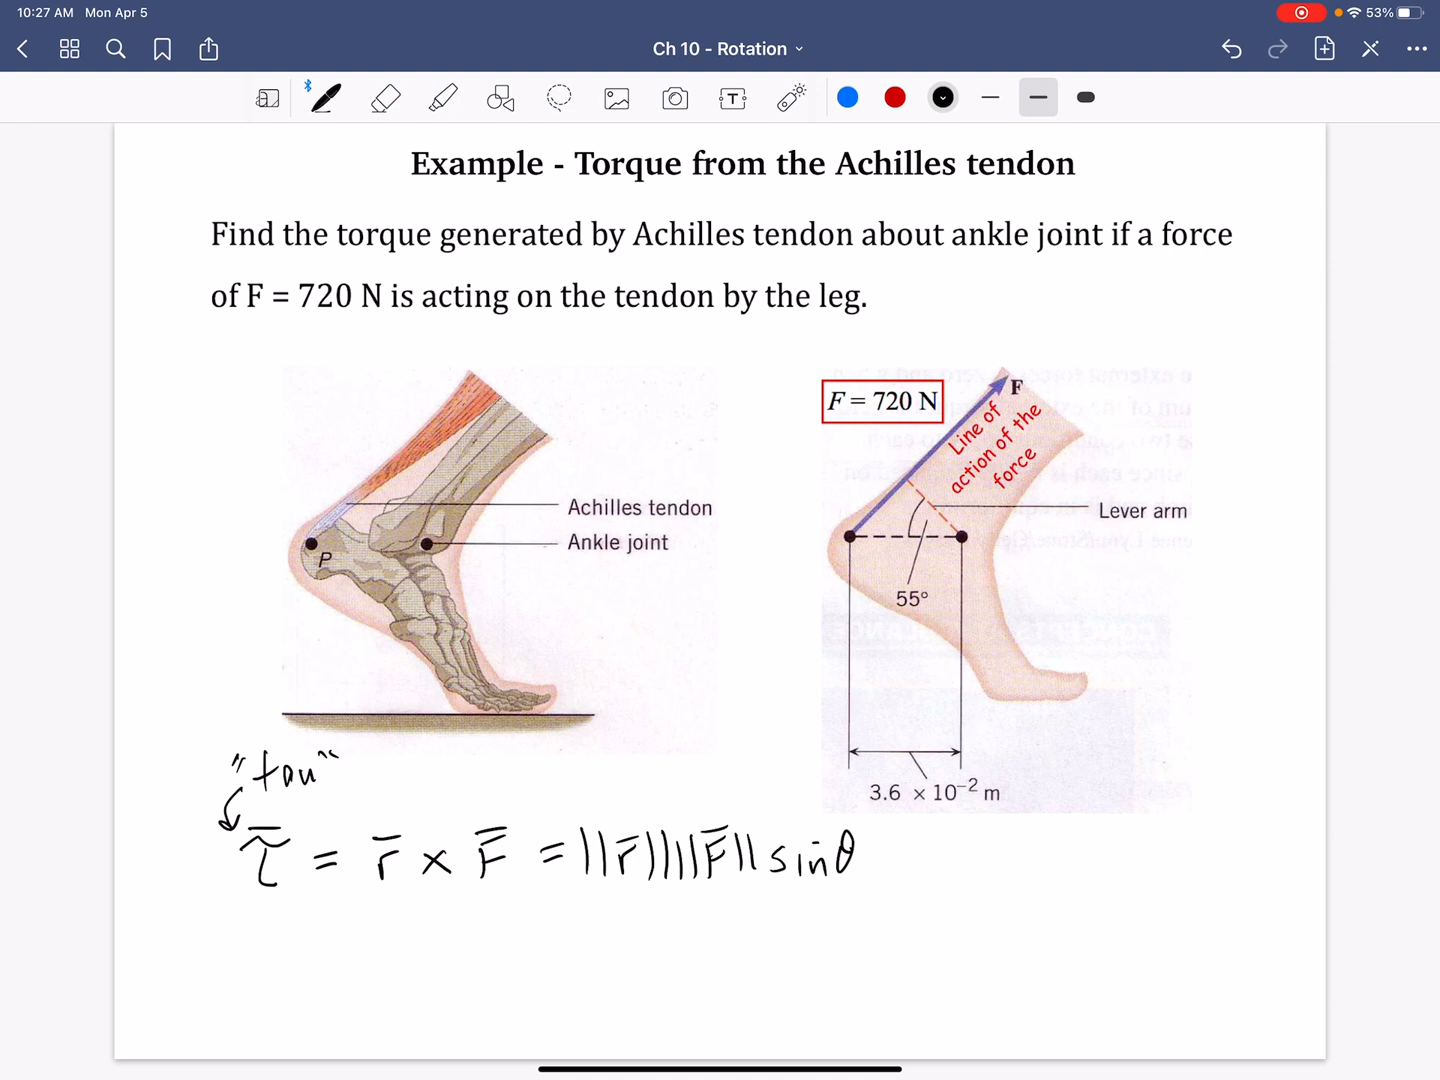 10:27 AM Mon Apr 5
53%
Ch 10 - Rotation
Example - Torque from the Achilles tendon
Find the torque generated by Achilles tendon about ankle joint if a force
of F = 720 N is acting on the tendon by the leg.
Achilles tendon
Ankle joint
P
F = 720 N
F
Line of
action of the
force
Lever arm
55°
3.6 × 10⁻² m
"tau"
τ̄ = r̄ × F̄ = ||r̄|| ||F̄|| sinθ